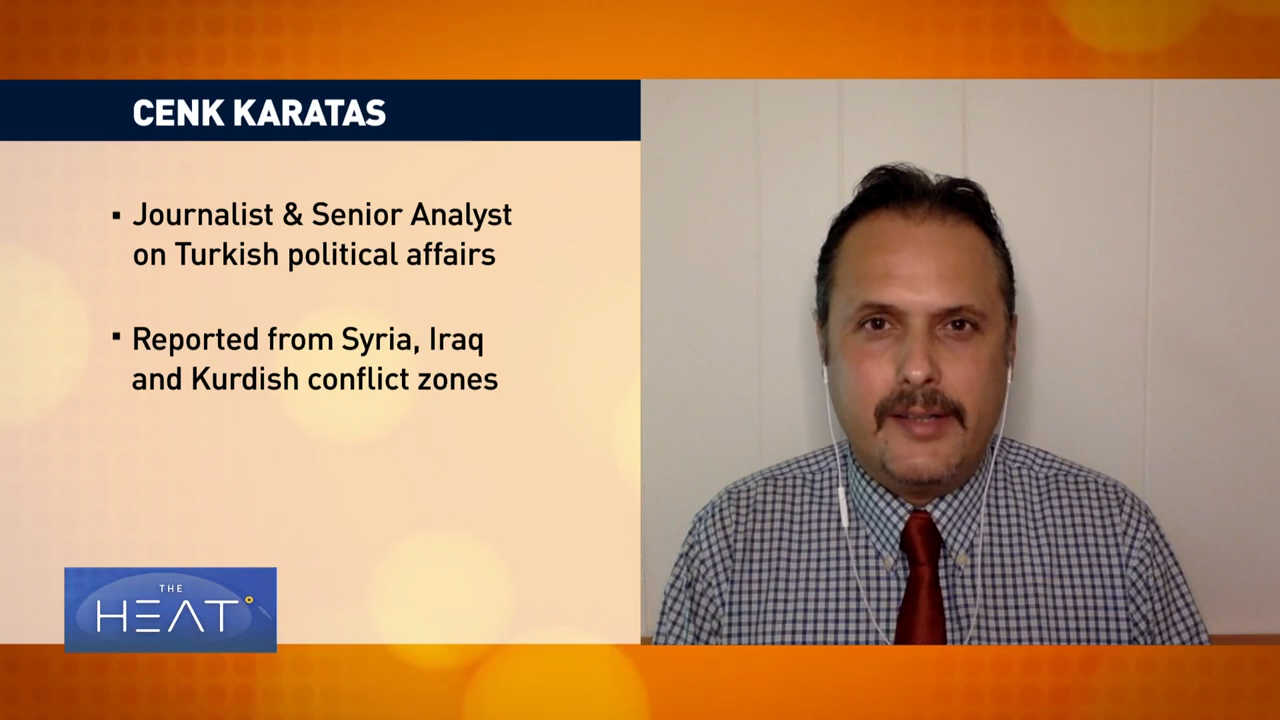 CENK KARATAS
▪ Journalist & Senior Analyst
on Turkish political affairs
▪ Reported from Syria, Iraq
and Kurdish conflict zones
THE
HEAT°